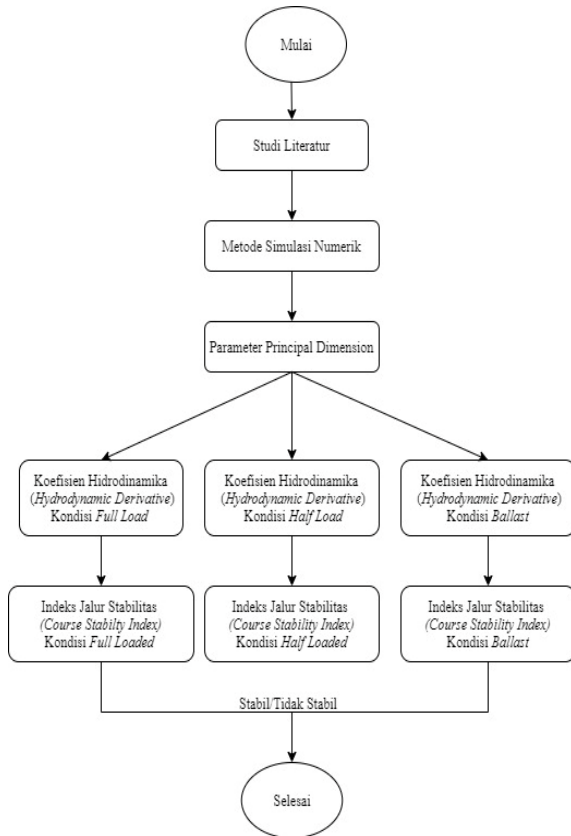 Mulai
Studi Literatur
Metode Simulasi Numerik
Parameter Principal Dimension
Koefisien Hidrodinamika
(Hydrodynamic Derivative)
Kondisi Full Load
Koefisien Hidrodinamika
(Hydrodynamic Derivative)
Kondisi Half Load
Koefisien Hidrodinamika
(Hydrodynamic Derivative)
Kondisi Ballast
Indeks Jalur Stabilitas
(Course Stabilty Index)
Kondisi Full Loaded
Indeks Jalur Stabilitas
(Course Stability Index)
Kondisi Half Loaded
Indeks Jalur Stabilitas
(Course Stability Index)
Kondisi Ballast
Stabil/Tidak Stabil
Selesai